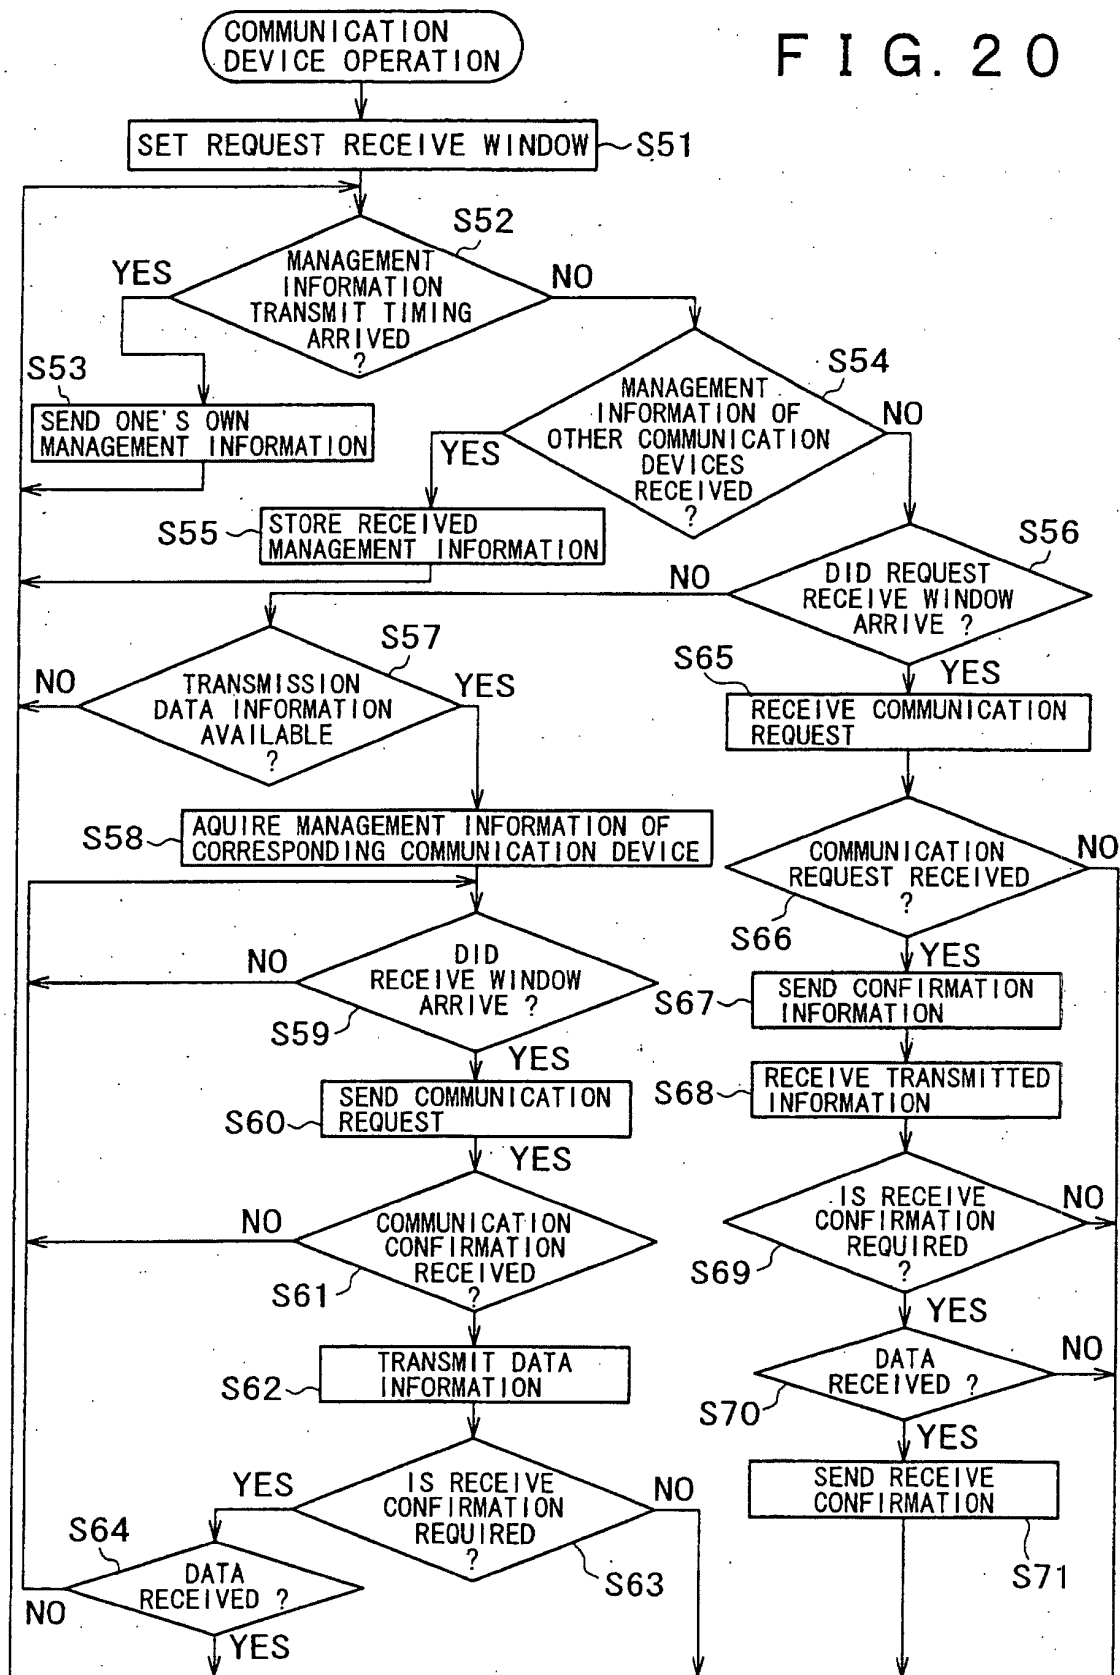 COMMUNICATION
DEVICE OPERATION
FIG. 20
SET REQUEST RECEIVE WINDOW
S51
S52
MANAGEMENT
INFORMATION
TRANSMIT TIMING
ARRIVED
?
YES
NO
S53
SEND ONE'S OWN
MANAGEMENT INFORMATION
S54
MANAGEMENT
INFORMATION OF
OTHER COMMUNICATION
DEVICES
RECEIVED
?
YES
NO
S55
STORE RECEIVED
MANAGEMENT INFORMATION
S56
DID REQUEST
RECEIVE WINDOW
ARRIVE ?
NO
YES
S57
TRANSMISSION
DATA INFORMATION
AVAILABLE
?
NO
YES
S65
RECEIVE COMMUNICATION
REQUEST
S58
AQUIRE MANAGEMENT INFORMATION OF
CORRESPONDING COMMUNICATION DEVICE
COMMUNICATION
REQUEST RECEIVED
?
NO
S66
YES
DID
RECEIVE WINDOW
ARRIVE ?
NO
S59
YES
S67
SEND CONFIRMATION
INFORMATION
S60
SEND COMMUNICATION
REQUEST
YES
S68
RECEIVE TRANSMITTED
INFORMATION
COMMUNICATION
CONFIRMATION
RECEIVED
?
NO
S61
IS RECEIVE
CONFIRMATION
REQUIRED
?
NO
S69
YES
S62
TRANSMIT DATA
INFORMATION
DATA
RECEIVED ?
NO
S70
YES
IS RECEIVE
CONFIRMATION
REQUIRED
?
YES
NO
S63
SEND RECEIVE
CONFIRMATION
S71
S64
DATA
RECEIVED ?
NO
YES